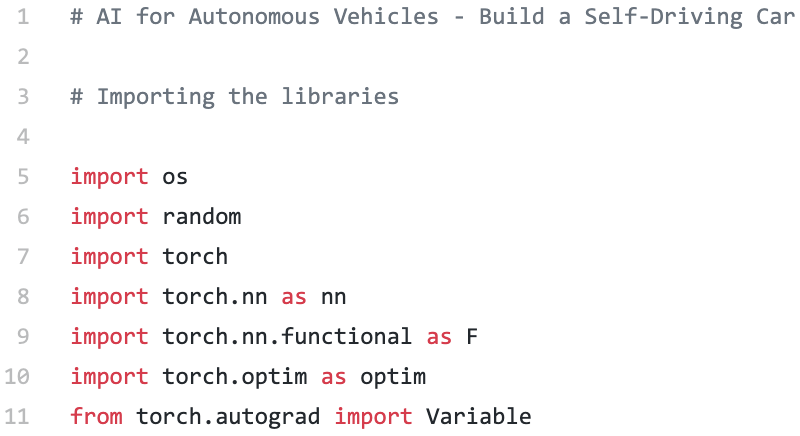 1 # AI for Autonomous Vehicles - Build a Self-Driving Car
2
3 # Importing the libraries
4
5 import os
6 import random
7 import torch
8 import torch.nn as nn
9 import torch.nn.functional as F
10 import torch.optim as optim
11 from torch.autograd import Variable